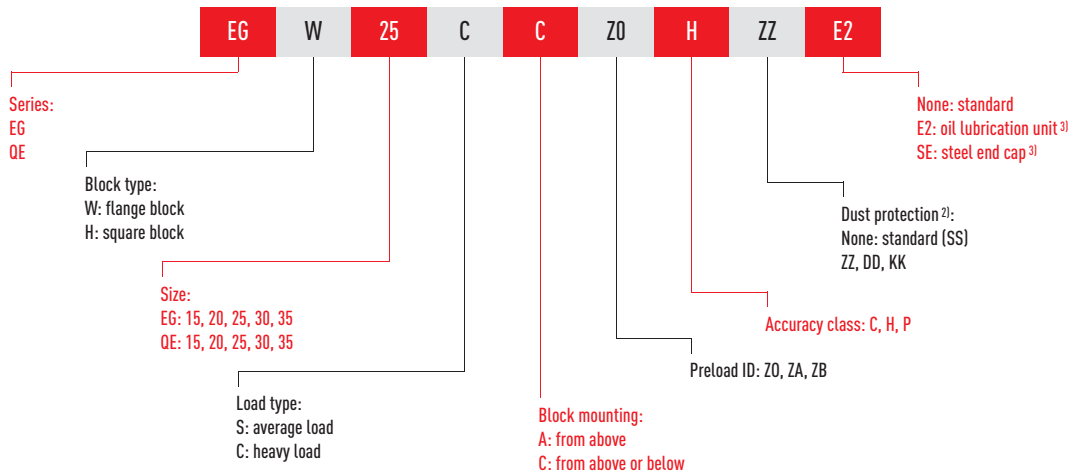 EG W 25 C C Z0 H ZZ E2
Series:
EG
QE
Block type:
W: flange block
H: square block
Size:
EG: 15, 20, 25, 30, 35
QE: 15, 20, 25, 30, 35
Load type:
S: average load
C: heavy load
Block mounting:
A: from above
C: from above or below
Preload ID: Z0, ZA, ZB
Accuracy class: C, H, P
Dust protection 2):
None: standard (SS)
ZZ, DD, KK
None: standard
E2: oil lubrication unit 3)
SE: steel end cap 3)